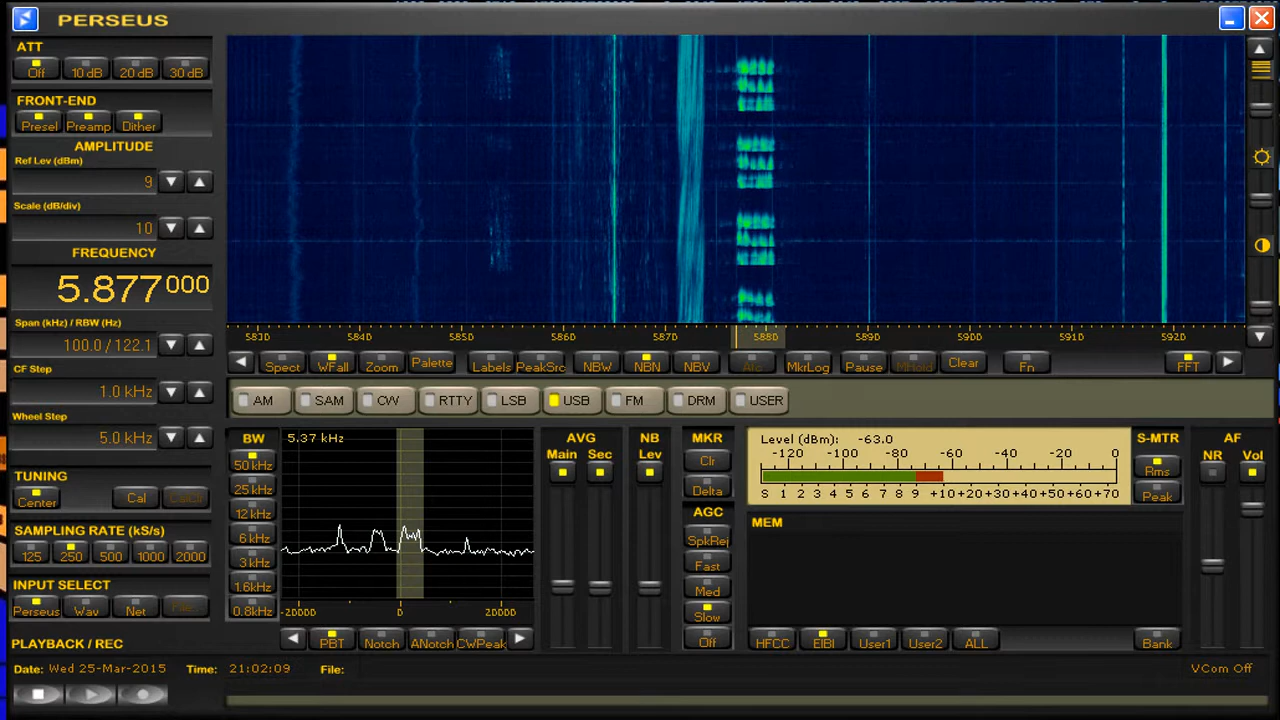 PERSEUS
ATT
Off 10 dB 20 dB 30 dB
FRONT-END
Presel Preamp Dither
AMPLITUDE
Ref Lev (dBm)
9
Scale (dB/div)
10
FREQUENCY
5.877000
Span (kHz) / RBW (Hz)
100.0 / 122.1
CF Step
1.0 kHz
Wheel Step
5.0 kHz
TUNING
Center Cal
SAMPLING RATE (kS/s)
125 250 500 1000 2000
INPUT SELECT
Perseus Wav Net File
PLAYBACK / REC
Date: Wed 25-Mar-2015 Time: 21:02:09 File:
5830 5840 5850 5860 5870 5880 5890 5900 5910 5920
Spect WFall Zoom Palette Labels PeakSrc NBW NBN NBV Alc MkrLog Pause MHold Clear Fn FFT
AM SAM CW RTTY LSB USB FM DRM USER
BW
50 kHz
25 kHz
12 kHz
6 kHz
3 kHz
1.6kHz
0.8kHz
5.37 kHz
-20000 0 20000
PBT Notch ANotch CWPeak
AVG
Main Sec
NB
Lev
MKR
Clr
Delta
AGC
SpkRej
Fast
Med
Slow
Off
Level (dBm): -63.0
-120 -100 -80 -60 -40 -20 0
S 1 2 3 4 5 6 7 8 9 +10+20+30+40+50+60+70
S-MTR
Rms
Peak
AF
NR Vol
MEM
HFCC EIBI User1 User2 ALL Bank
VCom Off